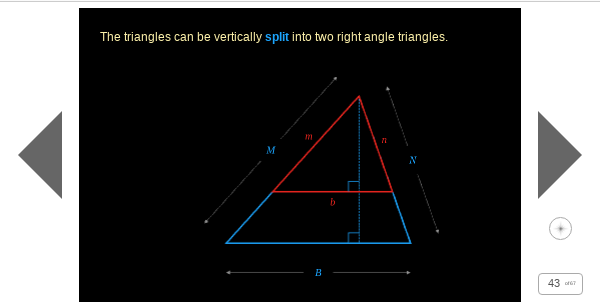 The triangles can be vertically split into two right angle triangles.
m
n
M
N
b
B
43 of 67